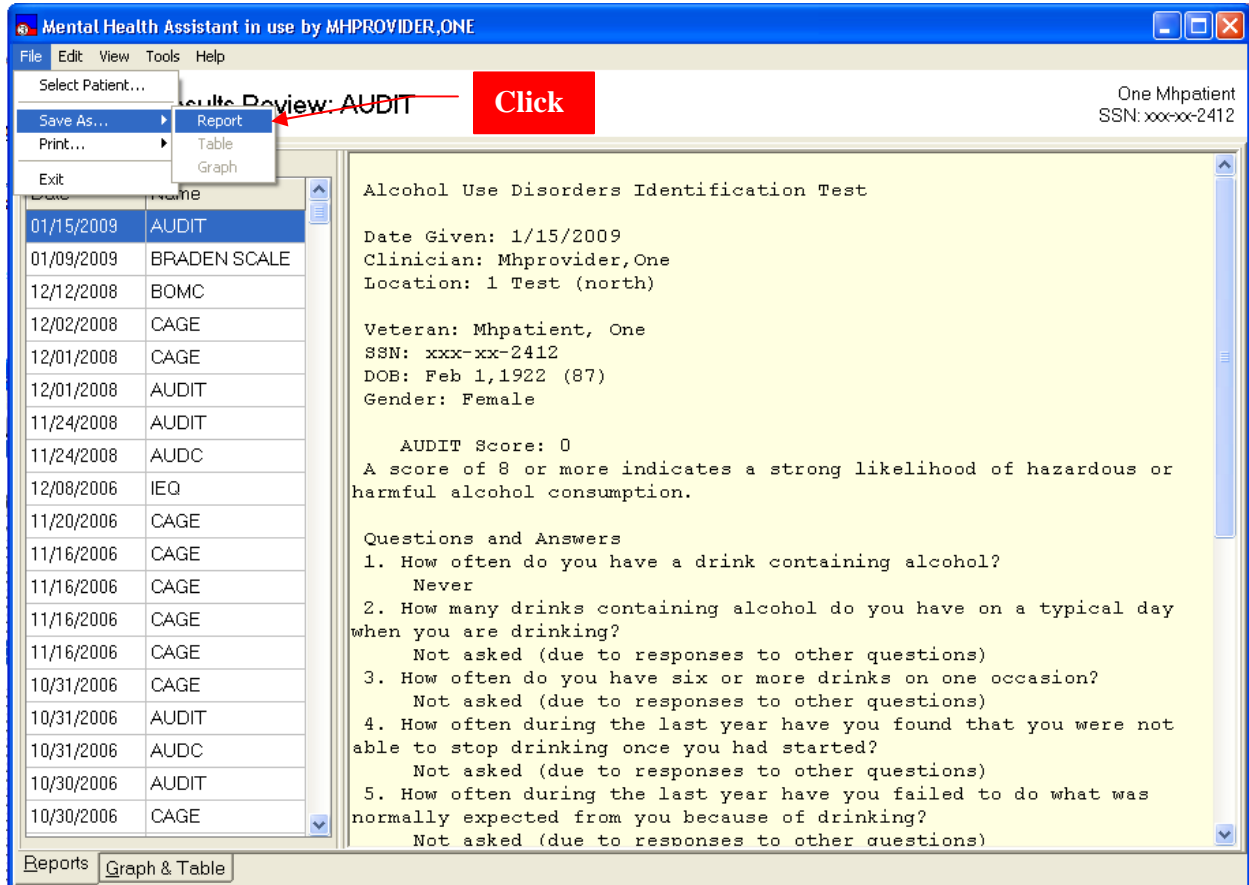 Mental Health Assistant in use by MHPROVIDER,ONE
File Edit View Tools Help
Select Patient...
Save As...
Print...
Exit
Report
Table
Graph
Review: AUDIT
Click
One Mhpatient
SSN: xxx-xx-2412
Date Name
01/15/2009 AUDIT
01/09/2009 BRADEN SCALE
12/12/2008 BOMC
12/02/2008 CAGE
12/01/2008 CAGE
12/01/2008 AUDIT
11/24/2008 AUDIT
11/24/2008 AUDC
12/08/2006 IEQ
11/20/2006 CAGE
11/16/2006 CAGE
11/16/2006 CAGE
11/16/2006 CAGE
11/16/2006 CAGE
10/31/2006 CAGE
10/31/2006 AUDIT
10/31/2006 AUDC
10/30/2006 AUDIT
10/30/2006 CAGE
Alcohol Use Disorders Identification Test
Date Given: 1/15/2009
Clinician: Mhprovider,One
Location: 1 Test (north)
Veteran: Mhpatient, One
SSN: xxx-xx-2412
DOB: Feb 1,1922 (87)
Gender: Female
AUDIT Score: 0
A score of 8 or more indicates a strong likelihood of hazardous or
harmful alcohol consumption.
Questions and Answers
1. How often do you have a drink containing alcohol?
Never
2. How many drinks containing alcohol do you have on a typical day
when you are drinking?
Not asked (due to responses to other questions)
3. How often do you have six or more drinks on one occasion?
Not asked (due to responses to other questions)
4. How often during the last year have you found that you were not
able to stop drinking once you had started?
Not asked (due to responses to other questions)
5. How often during the last year have you failed to do what was
normally expected from you because of drinking?
Not asked (due to responses to other questions)
Reports Graph & Table